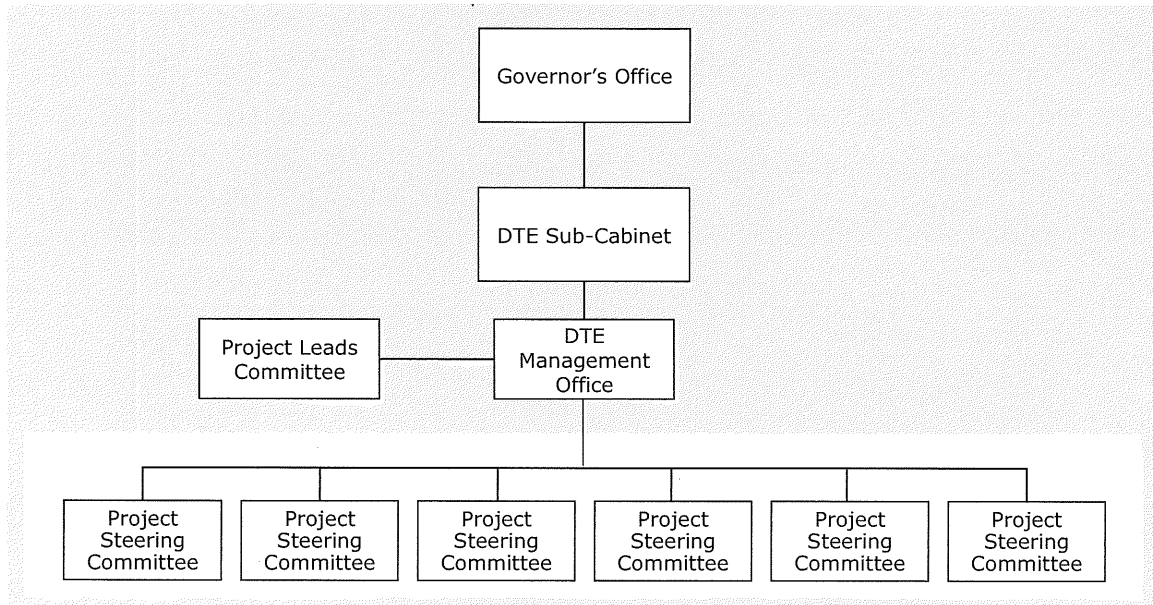 Governor's Office
DTE Sub-Cabinet
Project Leads
Committee
DTE
Management
Office
Project
Steering
Committee
Project
Steering
Committee
Project
Steering
Committee
Project
Steering
Committee
Project
Steering
Committee
Project
Steering
Committee